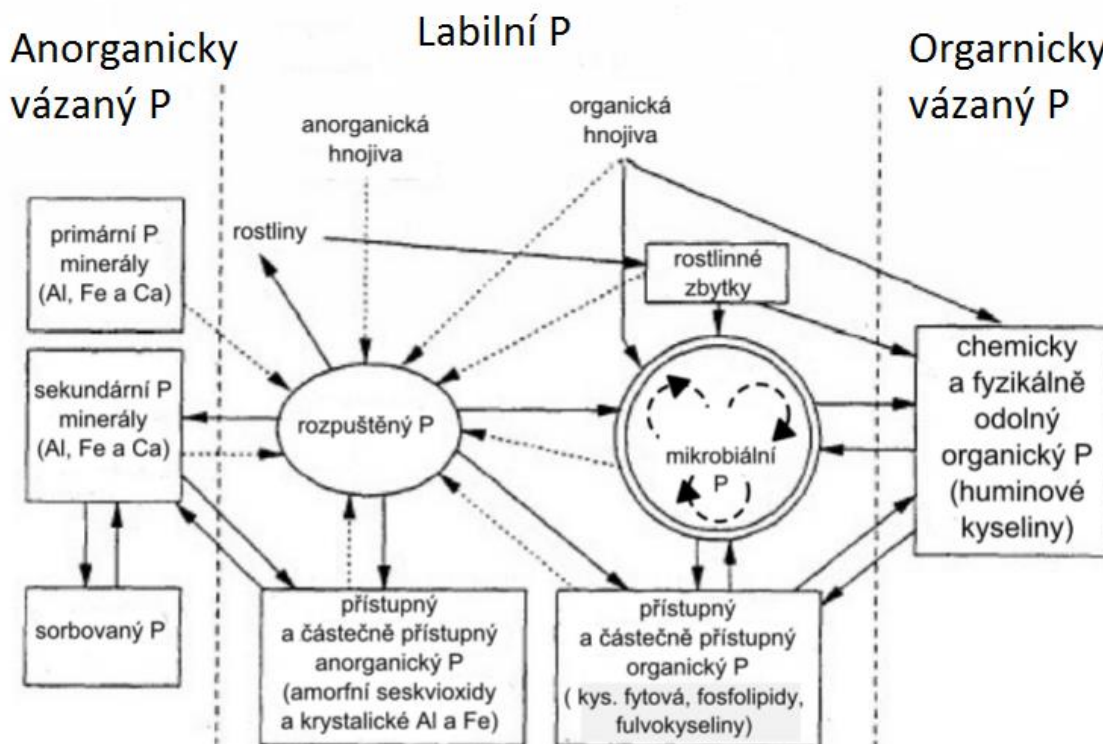 Anorganicky
vázaný P
Labilní P
Orgarnicky
vázaný P
anorganická
hnojiva
organická
hnojiva
primární P
minerály
(Al, Fe a Ca)
rostliny
rostlinné
zbytky
sekundární P
minerály
(Al, Fe a Ca)
rozpuštěný P
mikrobiální
P
chemicky
a fyzikálně
odolný
organický P
(huminové
kyseliny)
sorbovaný P
přístupný
a částečně přístupný
anorganický P
(amorfní seskvioxidy
a krystalické Al a Fe)
přístupný
a částečně přístupný
organický P
( kys. fytová, fosfolipidy,
fulvokyseliny)